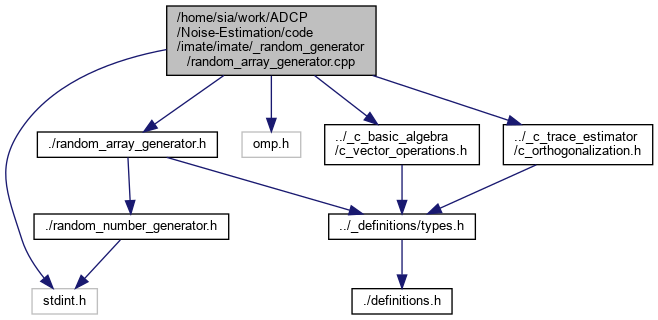 /home/sia/work/ADCP
/Noise-Estimation/code
/imate/imate/_random_generator
/random_array_generator.cpp
./random_array_generator.h
omp.h
../_c_basic_algebra
/c_vector_operations.h
../_c_trace_estimator
/c_orthogonalization.h
./random_number_generator.h
../_definitions/types.h
stdint.h
./definitions.h